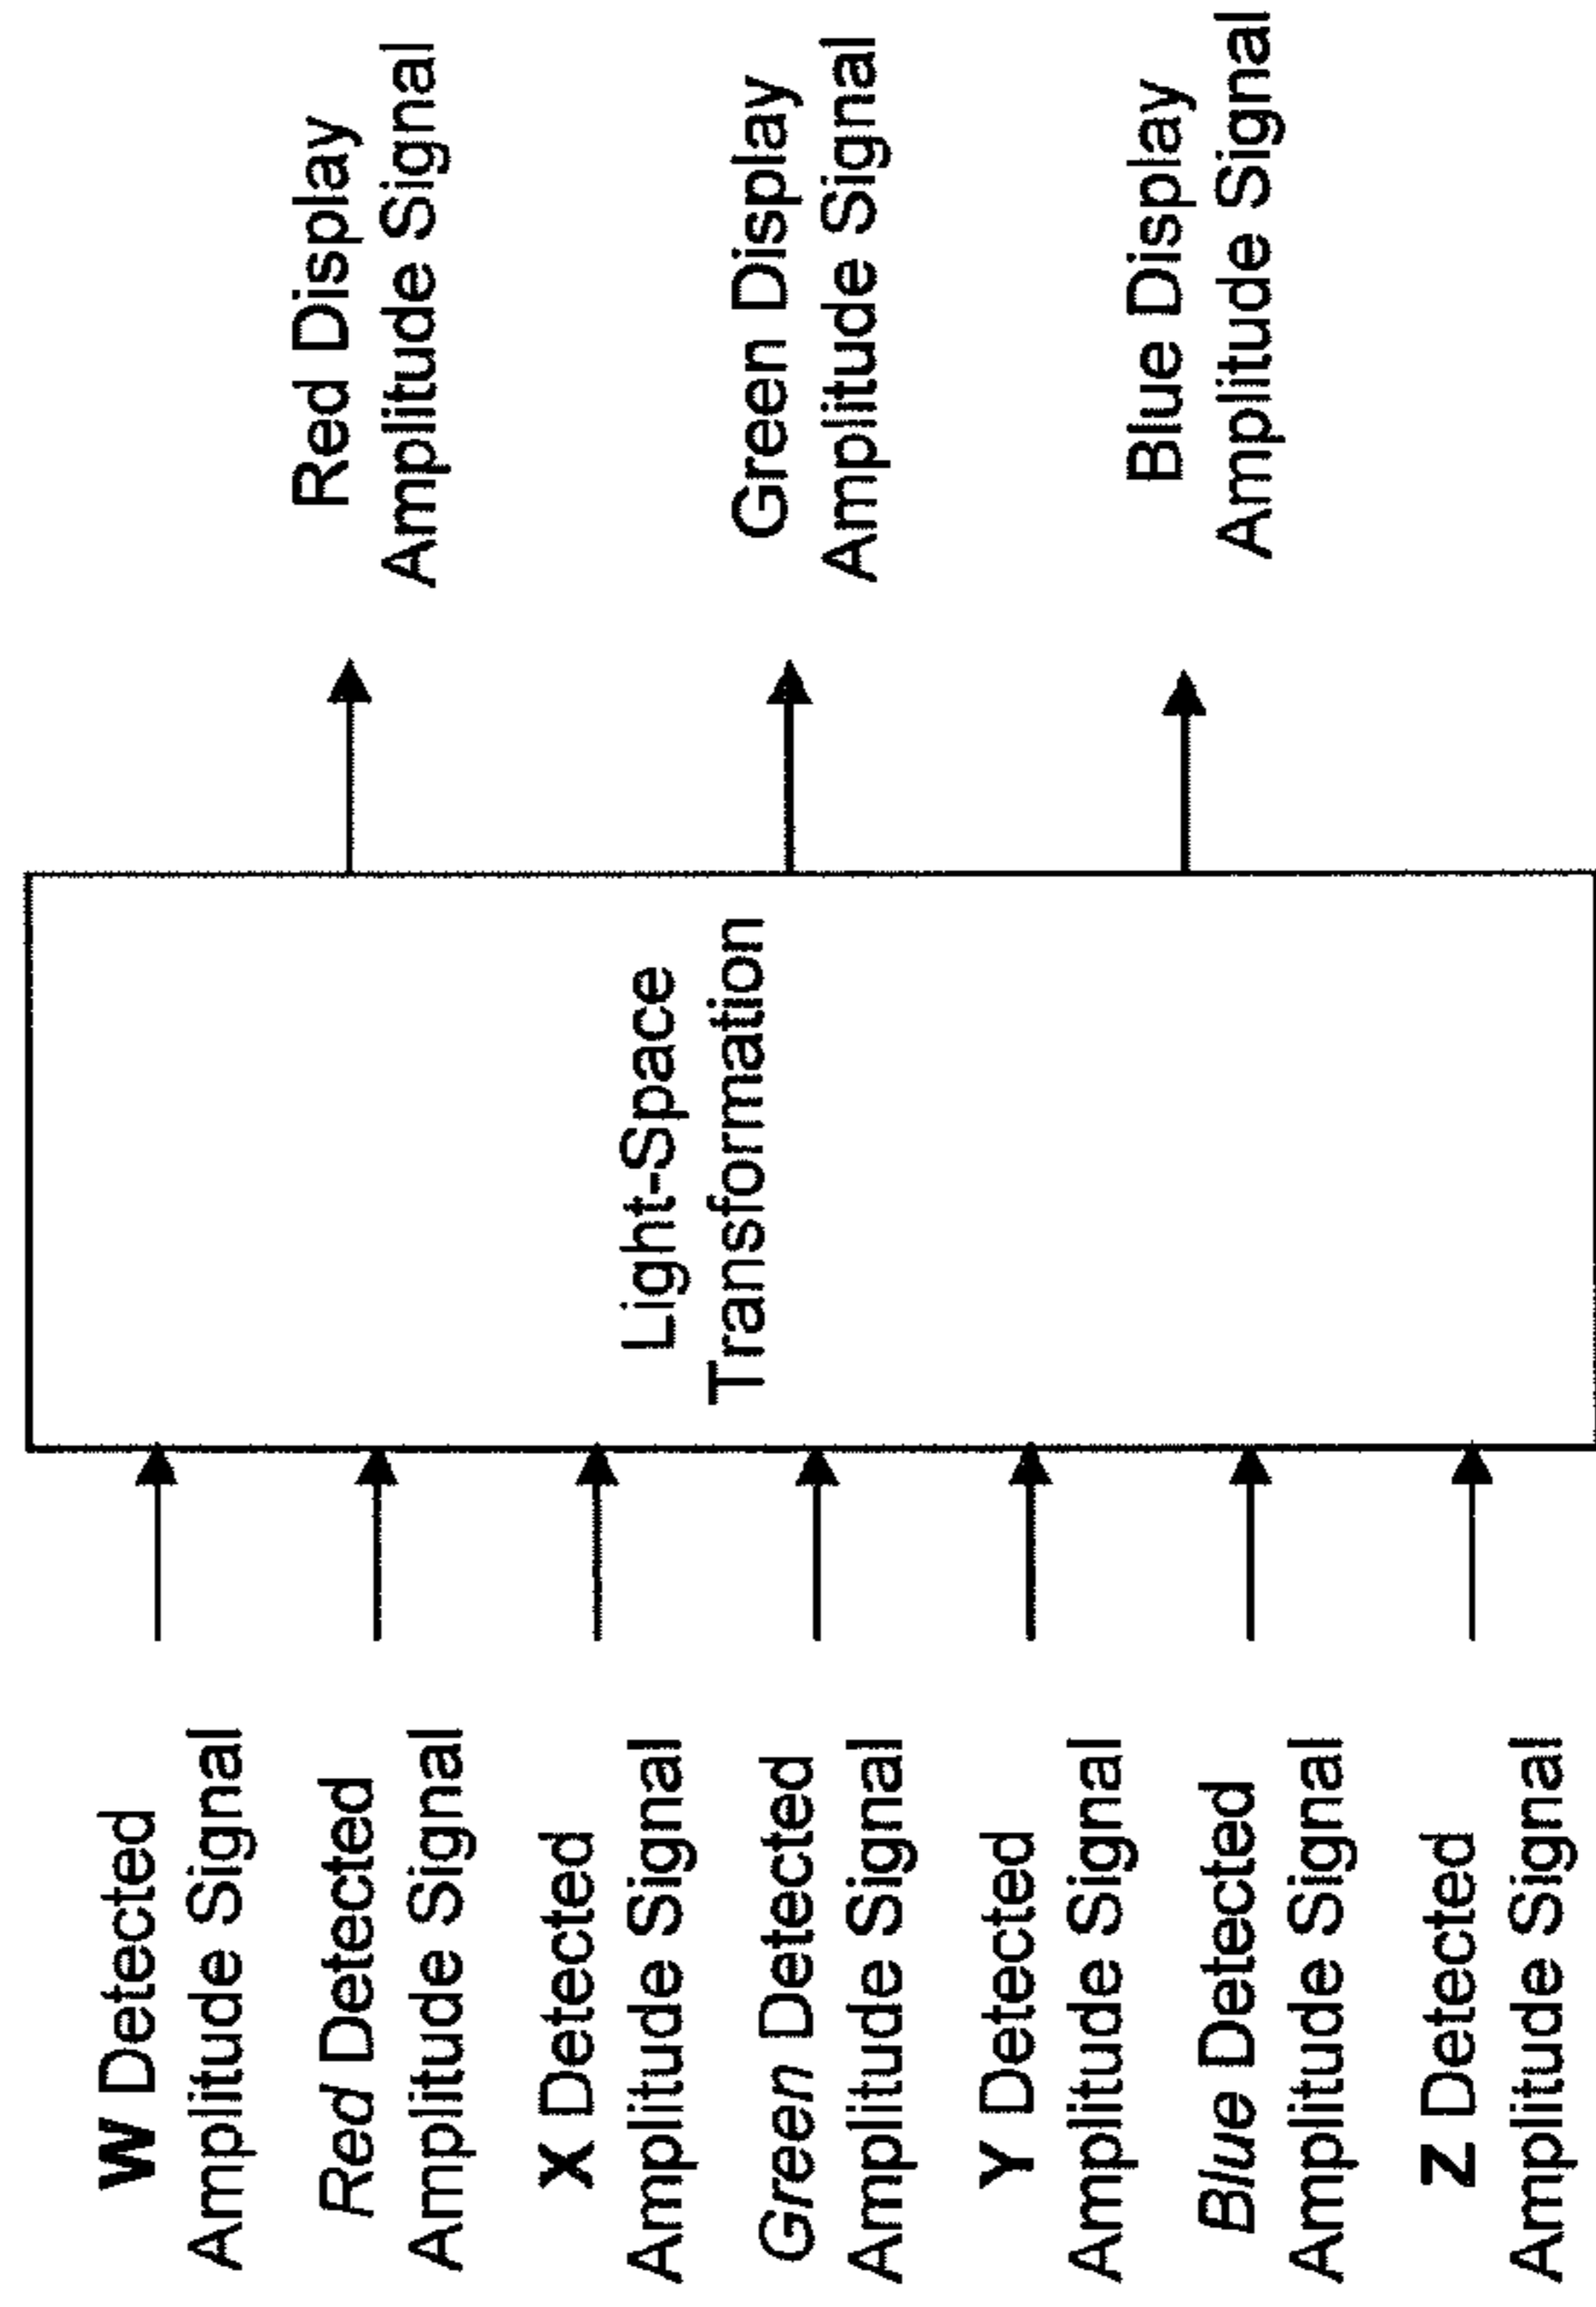 W Detected
Amplitude Signal
Red Detected
Amplitude Signal
X Detected
Amplitude Signal
Green Detected
Amplitude Signal
Y Detected
Amplitude Signal
Blue Detected
Amplitude Signal
Z Detected
Amplitude Signal
Light-Space
Transformation
Red Display
Amplitude Signal
Green Display
Amplitude Signal
Blue Display
Amplitude Signal